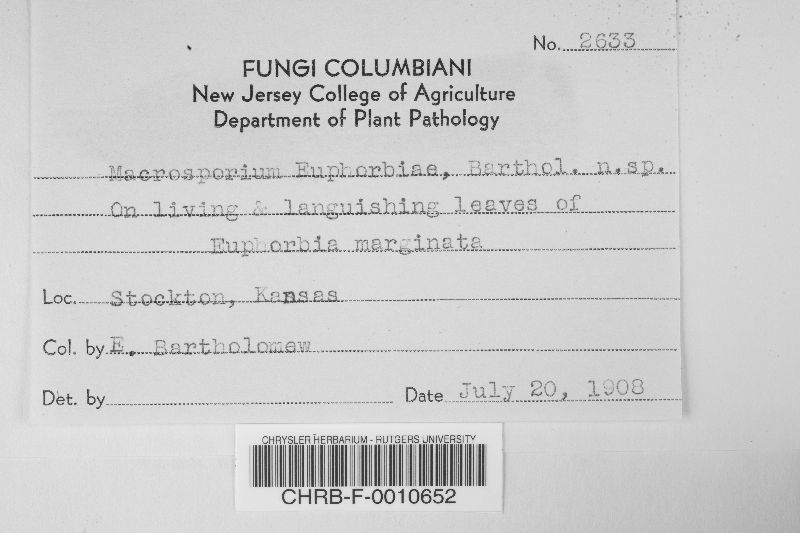 No. 2633
FUNGI COLUMBIANI
New Jersey College of Agriculture
Department of Plant Pathology
Macrosporium Euphorbiae, Barthol. n.sp.
On living & languishing leaves of
Euphorbia marginata
Loc. Stockton, Kansas
Col. by E. Bartholomew
Det. by
Date July 20, 1908
CHRYSLER HERBARIUM - RUTGERS UNIVERSITY
CHRB-F-0010652